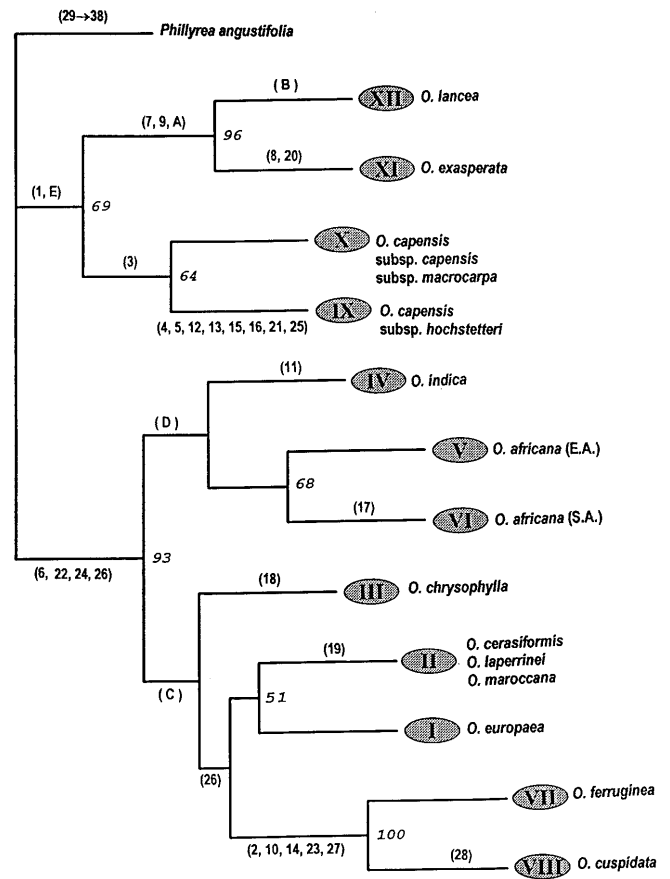 (29→38)
Phillyrea angustifolia
(B)
XII O. lancea
(7, 9, A)
96
(8, 20)
XI O. exasperata
(1, E)
69
X O. capensis
subsp. capensis
subsp. macrocarpa
(3)
64
IX O. capensis
subsp. hochstetteri
(4, 5, 12, 13, 15, 16, 21, 25)
(11)
IV O. indica
(D)
V O. africana (E.A.)
68
(17)
VI O. africana (S.A.)
93
(6, 22, 24, 26)
(18)
III O. chrysophylla
(C)
(19)
II O. cerasiformis
O. laperrinei
O. maroccana
51
I O. europaea
(26)
VII O. ferruginea
100
(2, 10, 14, 23, 27)
(28)
VIII O. cuspidata